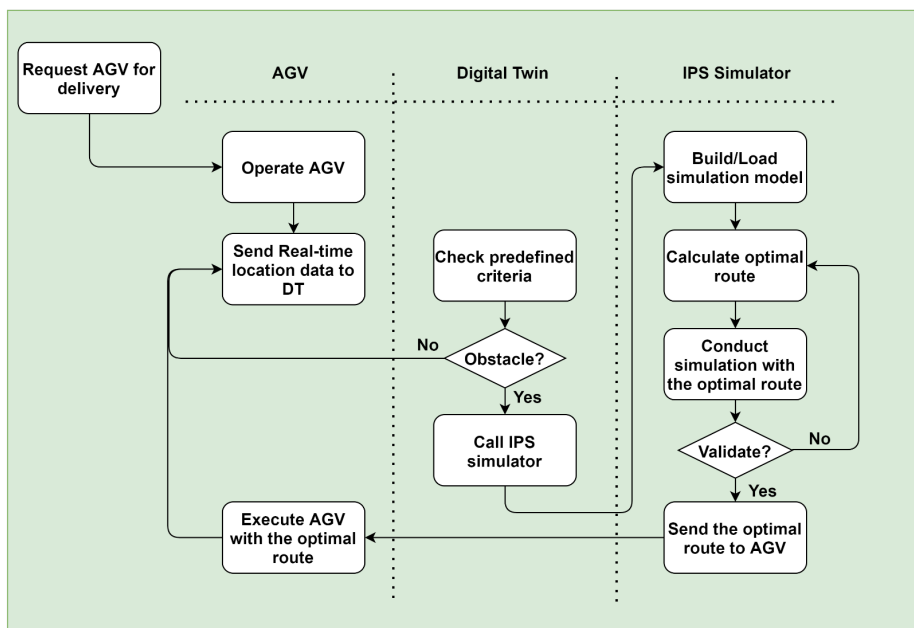 Request AGV for
delivery
AGV
Digital Twin
IPS Simulator
Operate AGV
Send Real-time
location data to
DT
Execute AGV
with the optimal
route
Check predefined
criteria
Obstacle?
No
Yes
Call IPS
simulator
Build/Load
simulation model
Calculate optimal
route
Conduct
simulation with
the optimal route
Validate?
No
Yes
Send the optimal
route to AGV